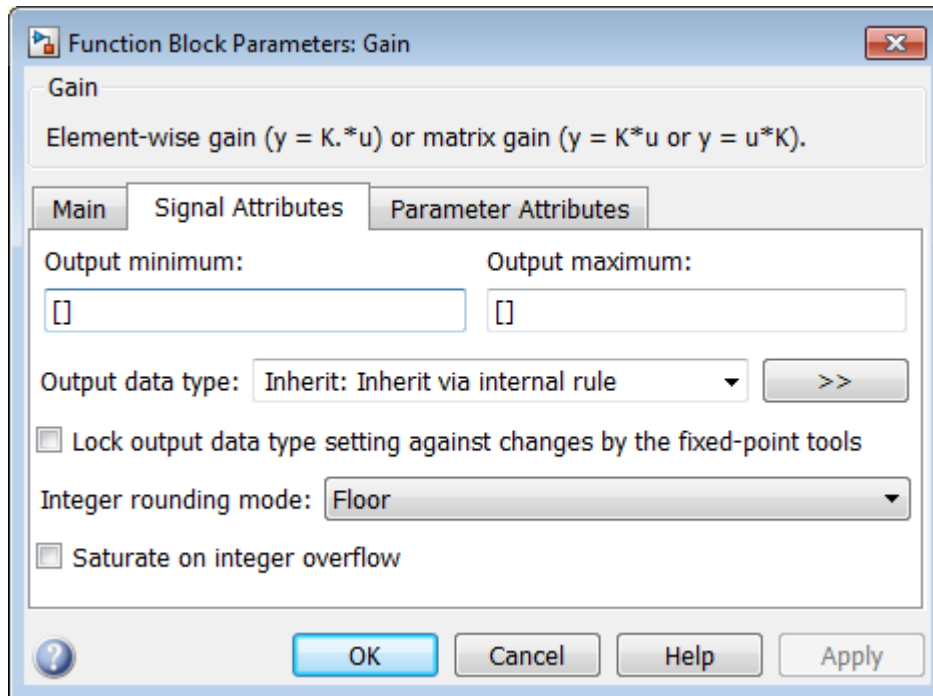 Function Block Parameters: Gain
Gain
Element-wise gain (y = K.*u) or matrix gain (y = K*u or y = u*K).
Main Signal Attributes Parameter Attributes
Output minimum: Output maximum:
[] []
Output data type: Inherit: Inherit via internal rule >>
Lock output data type setting against changes by the fixed-point tools
Integer rounding mode: Floor
Saturate on integer overflow
? OK Cancel Help Apply